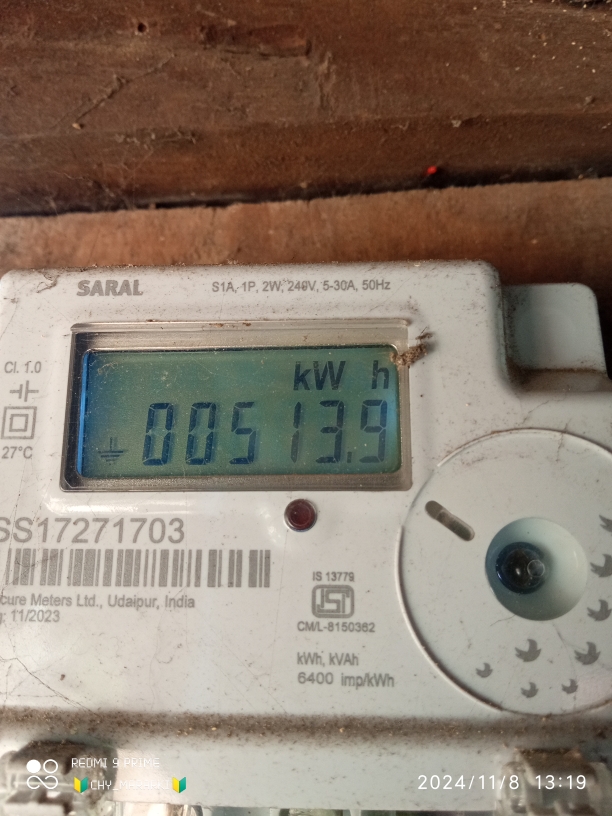 SARAL
S1A, 1P, 2W, 240V, 5-30A, 50Hz
Cl. 1.0
27°C
kW h
00513.9
SS17271703
cure Meters Ltd., Udaipur, India
g: 11/2023
IS 13779
ISI
CM/L-8150362
kWh, kVAh
6400 imp/kWh
REDMI 9 PRIME
2024/11/8 13:19